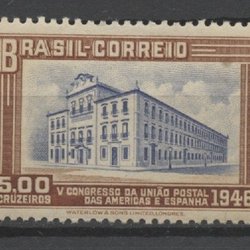 BRASIL-CORREIO
5.00
CRUZEIROS
V CONGRESSO DA UNIÃO POSTAL
DAS AMERICAS E ESPANHA
1946
WATERLOW & SONS LIMITED, LONDRES.